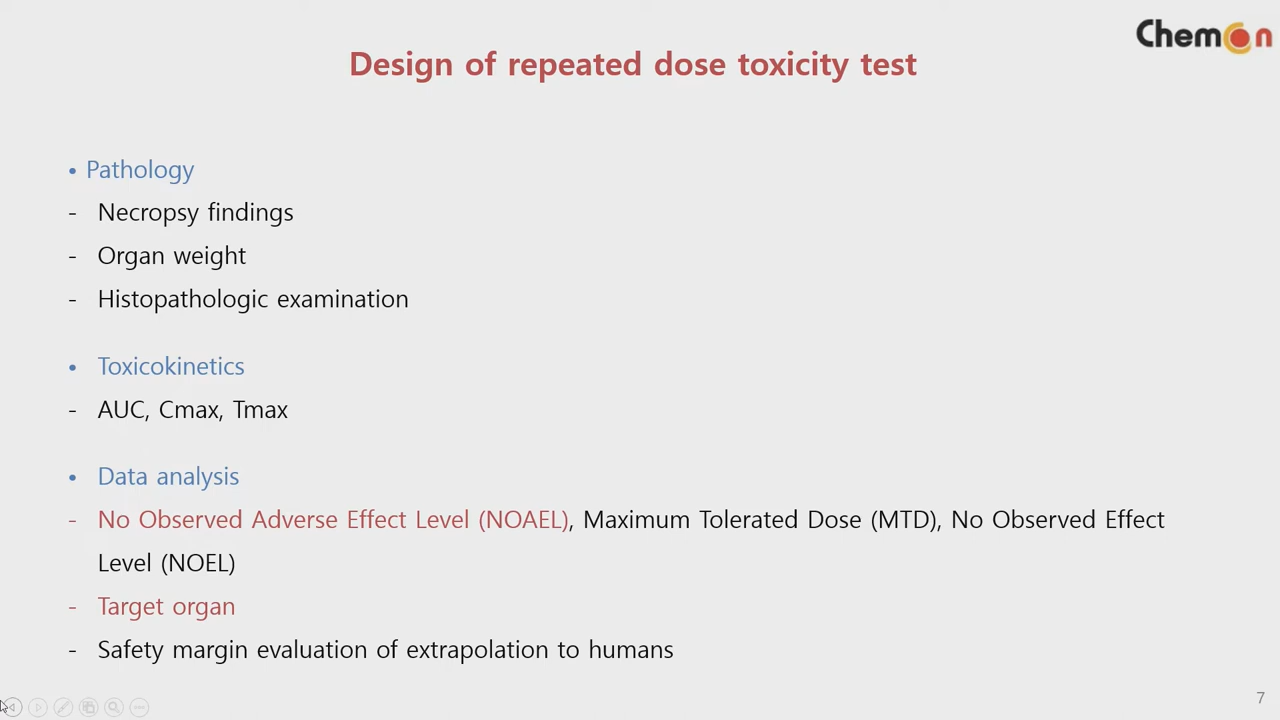 ChemOn
Design of repeated dose toxicity test
• Pathology
- Necropsy findings
- Organ weight
- Histopathologic examination
• Toxicokinetics
- AUC, Cmax, Tmax
• Data analysis
- No Observed Adverse Effect Level (NOAEL), Maximum Tolerated Dose (MTD), No Observed Effect
Level (NOEL)
- Target organ
- Safety margin evaluation of extrapolation to humans
7